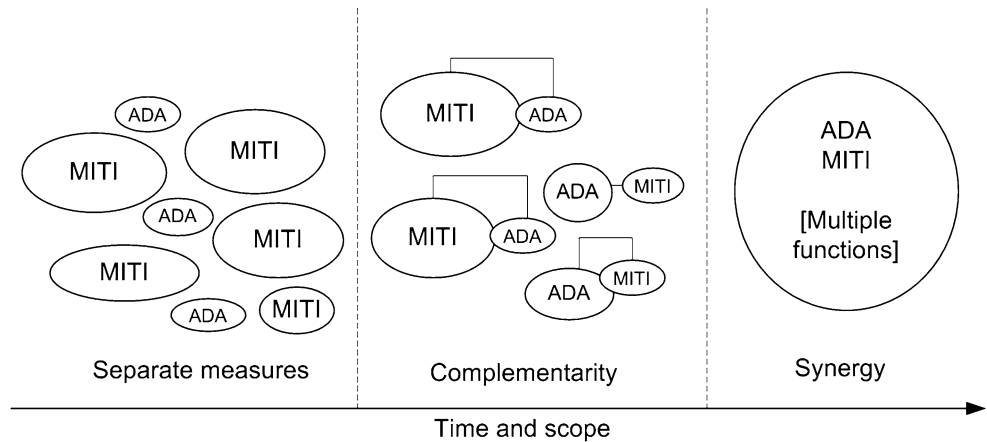 ADA
MITI
MITI
ADA
MITI
MITI
ADA
MITI
Separate measures
MITI
ADA
ADA
MITI
MITI
ADA
MITI
ADA
Complementarity
ADA
MITI
[Multiple
functions]
Synergy
Time and scope